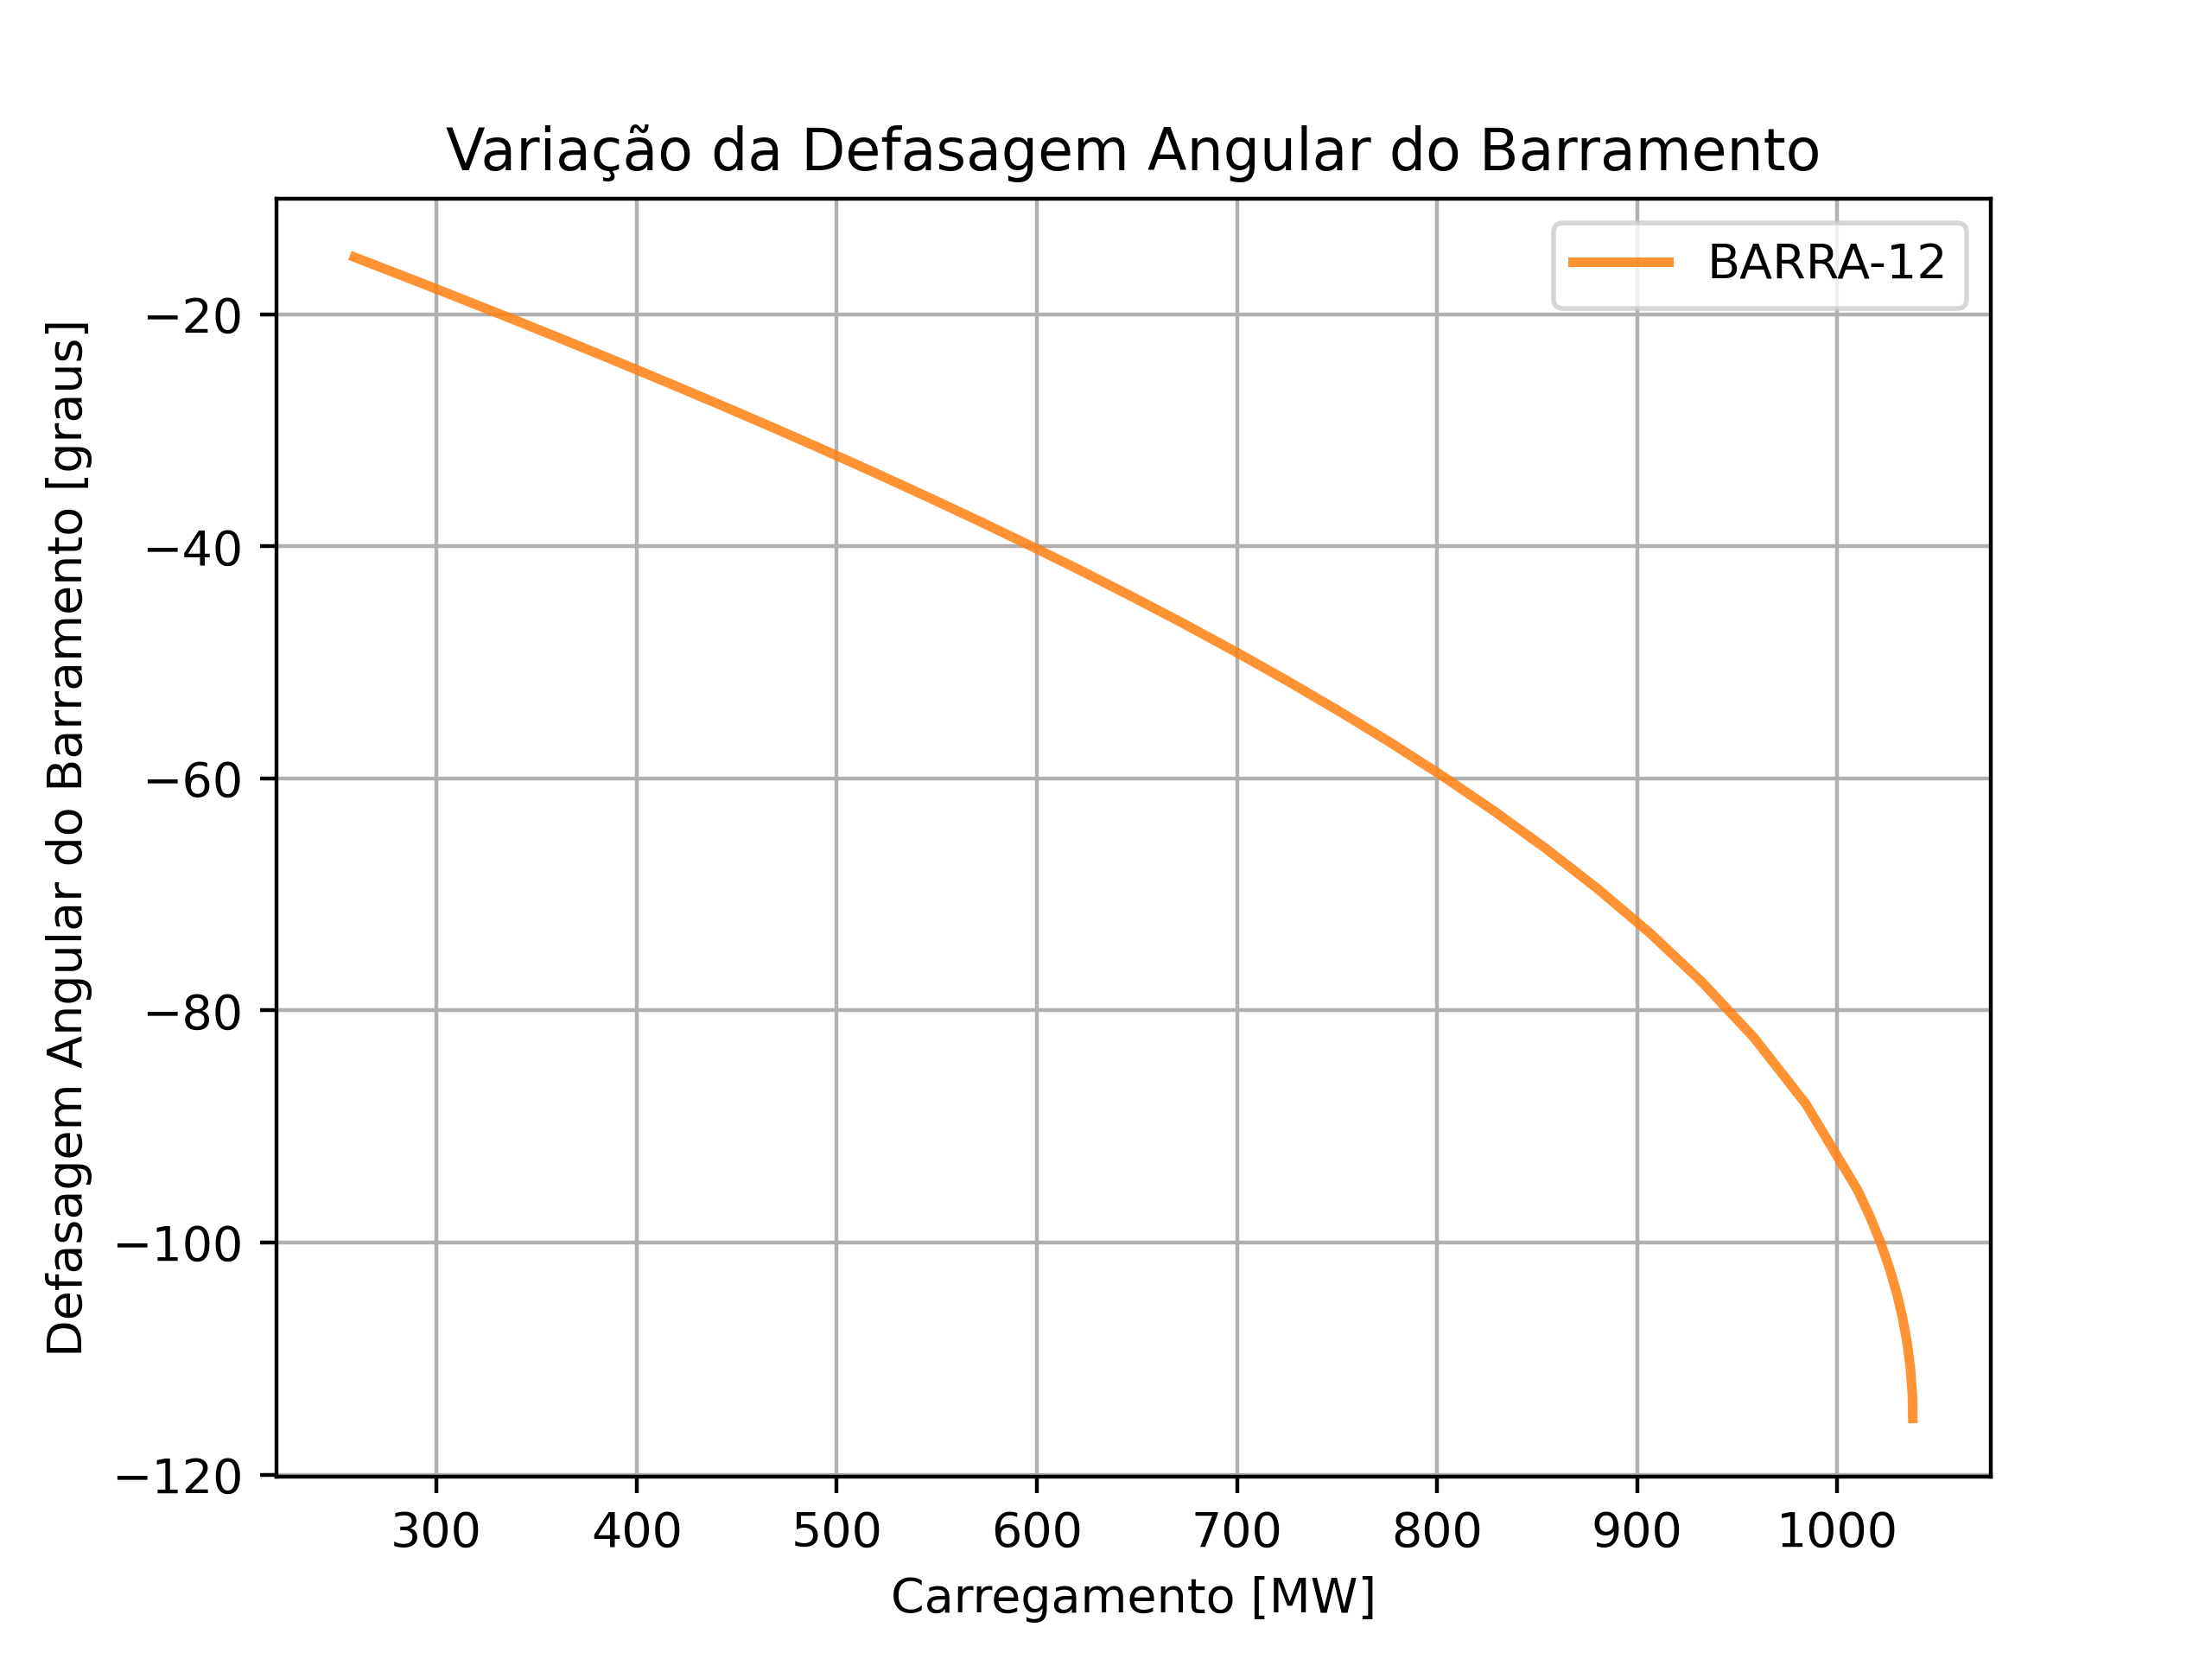 Variação da Defasagem Angular do Barramento
BARRA-12
Defasagem Angular do Barramento [graus]
−20
−40
−60
−80
−100
−120
300 400 500 600 700 800 900 1000
Carregamento [MW]